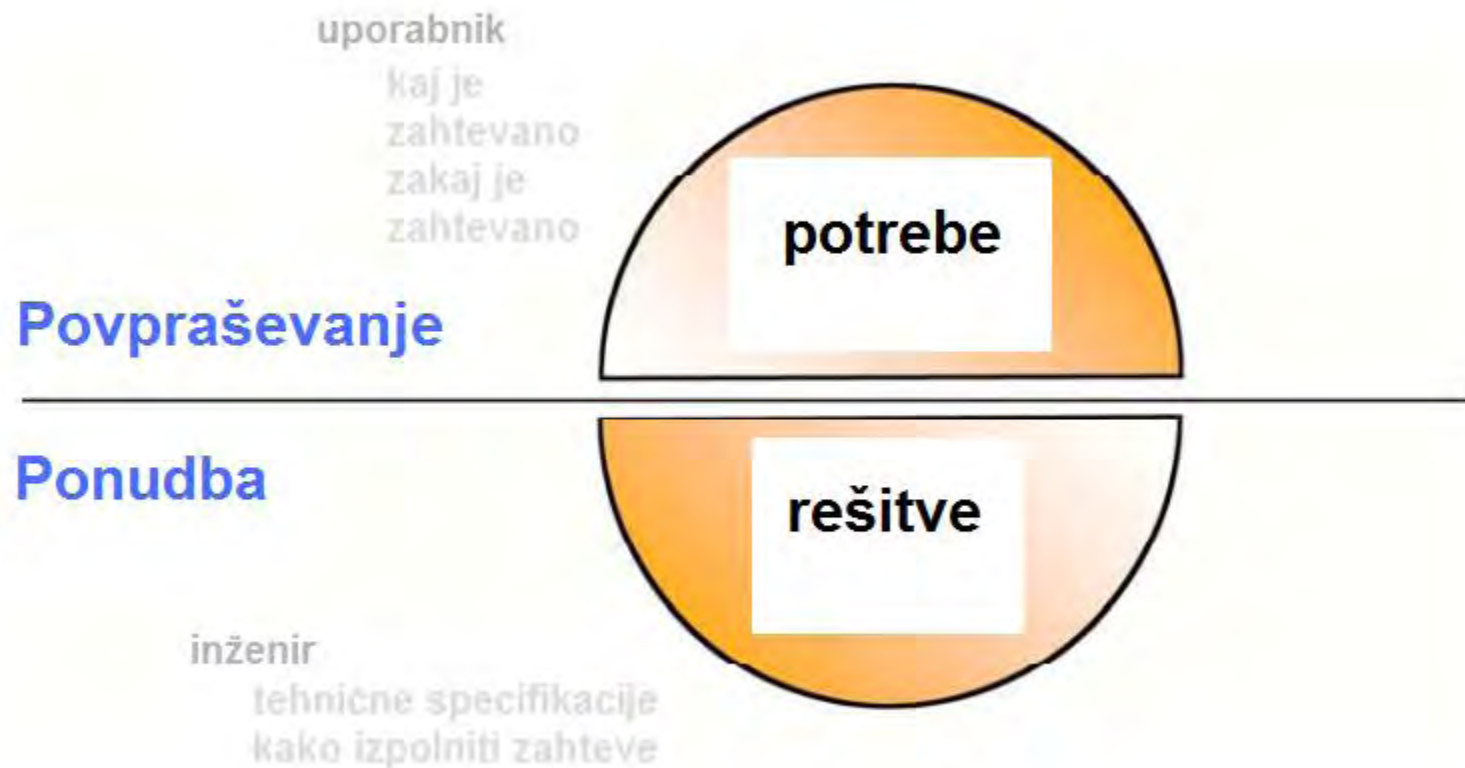 uporabnik
kaj je
zahtevano
zakaj je
zahtevano
potrebe
Povpraševanje
Ponudba
rešitve
inženir
tehnične specifikacije
kako izpolniti zahteve